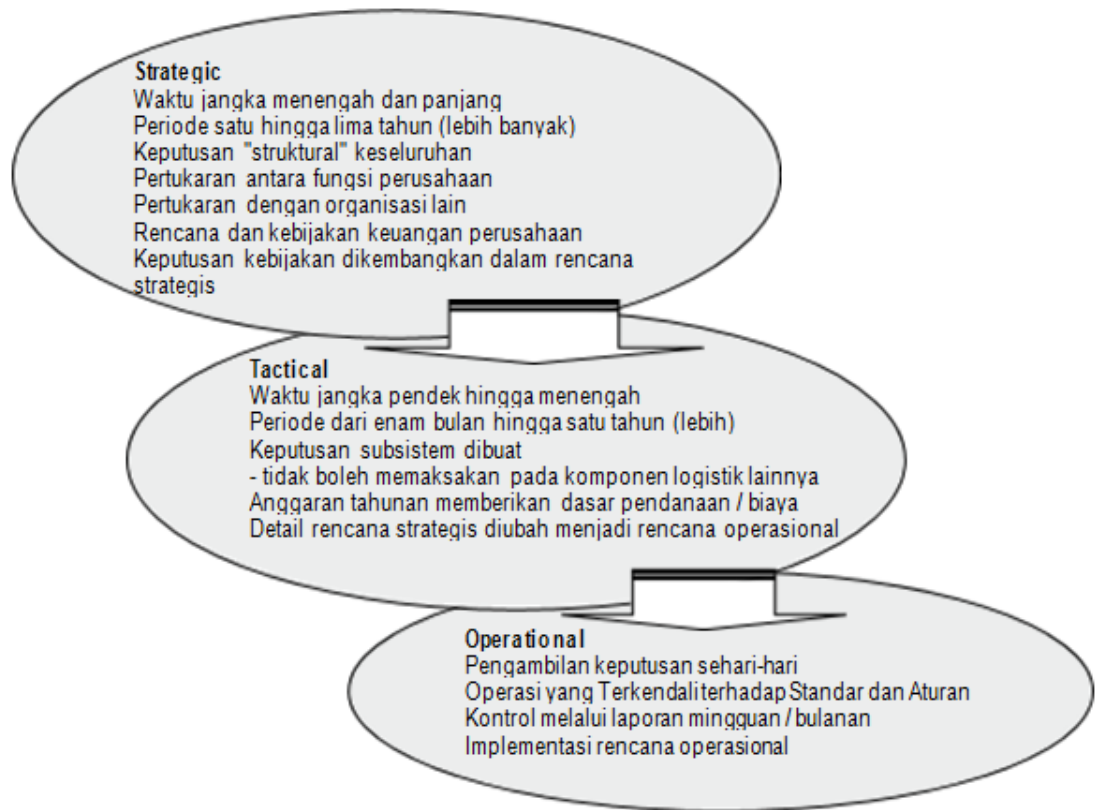 Strategic
Waktu jangka menengah dan panjang
Periode satu hingga lima tahun (lebih banyak)
Keputusan "struktural" keseluruhan
Pertukaran antara fungsi perusahaan
Pertukaran dengan organisasi lain
Rencana dan kebijakan keuangan perusahaan
Keputusan kebijakan dikembangkan dalam rencana
strategis
Tactical
Waktu jangka pendek hingga menengah
Periode dari enam bulan hingga satu tahun (lebih)
Keputusan subsistem dibuat
- tidak boleh memaksakan pada komponen logistik lainnya
Anggaran tahunan memberikan dasar pendanaan / biaya
Detail rencana strategis diubah menjadi rencana operasional
Operational
Pengambilan keputusan sehari-hari
Operasi yang Terkendali terhadap Standar dan Aturan
Kontrol melalui laporan mingguan / bulanan
Implementasi rencana operasional